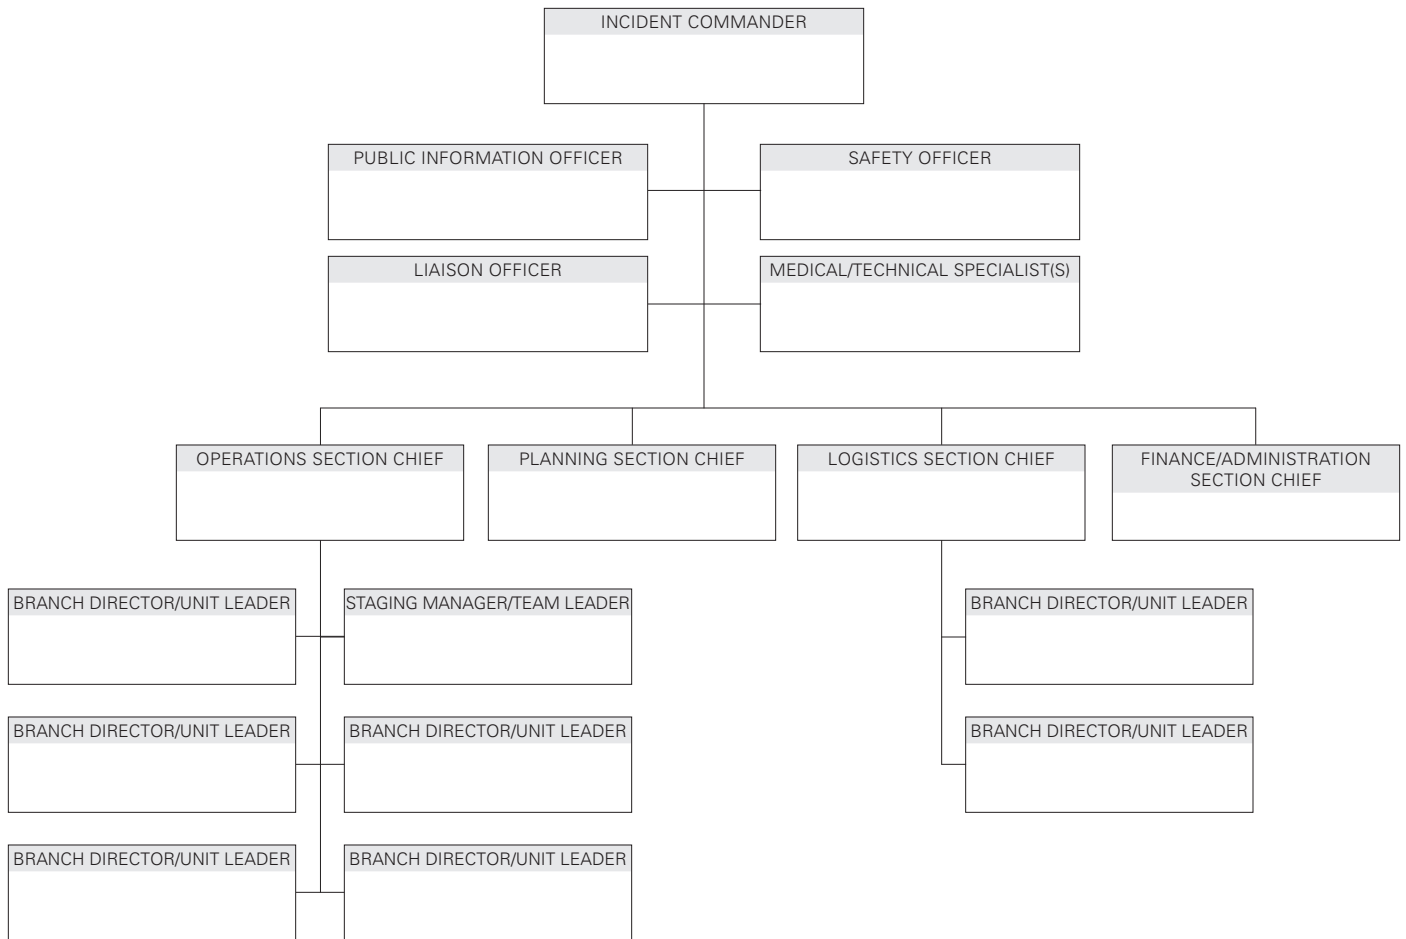 INCIDENT COMMANDER
PUBLIC INFORMATION OFFICER
SAFETY OFFICER
LIAISON OFFICER
MEDICAL/TECHNICAL SPECIALIST(S)
OPERATIONS SECTION CHIEF
PLANNING SECTION CHIEF
LOGISTICS SECTION CHIEF
FINANCE/ADMINISTRATION
SECTION CHIEF
BRANCH DIRECTOR/UNIT LEADER
STAGING MANAGER/TEAM LEADER
BRANCH DIRECTOR/UNIT LEADER
BRANCH DIRECTOR/UNIT LEADER
BRANCH DIRECTOR/UNIT LEADER
BRANCH DIRECTOR/UNIT LEADER
BRANCH DIRECTOR/UNIT LEADER
BRANCH DIRECTOR/UNIT LEADER